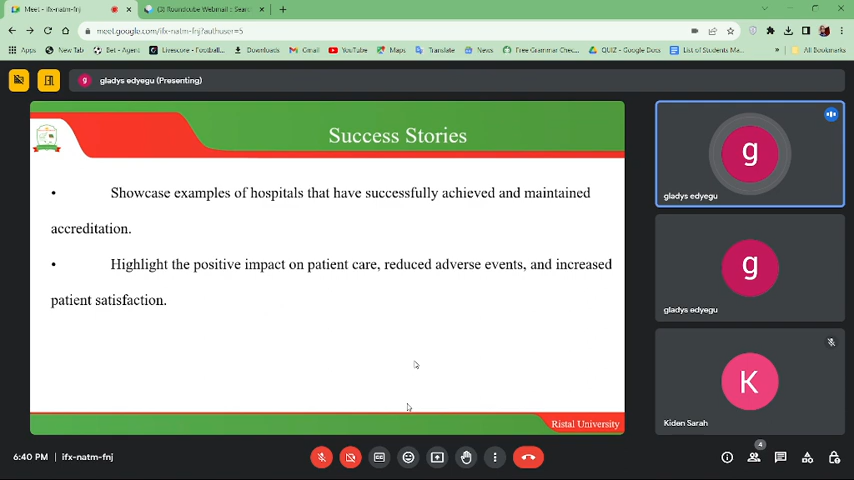 Meet - ifx-natm-fnj
Roundcube Webmail :: Sear
meet.google.com/ifx-natm-fnj?authuser=5
Apps
New Tab
Bet - Agent
Livescore - Football...
Downloads
Gmail
YouTube
Maps
Translate
News
Free Grammar Chec...
QUIC - Google Docs
List of Students Ma...
»
All Bookmarks
g
gladys edyegu (Presenting)
Success Stories
• Showcase examples of hospitals that have successfully achieved and maintained
accreditation.
• Highlight the positive impact on patient care, reduced adverse events, and increased
patient satisfaction.
Ristal University
g
gladys edyegu
g
gladys edyegu
K
Kiden Sarah
6:40 PM | ifx-natm-fnj
4